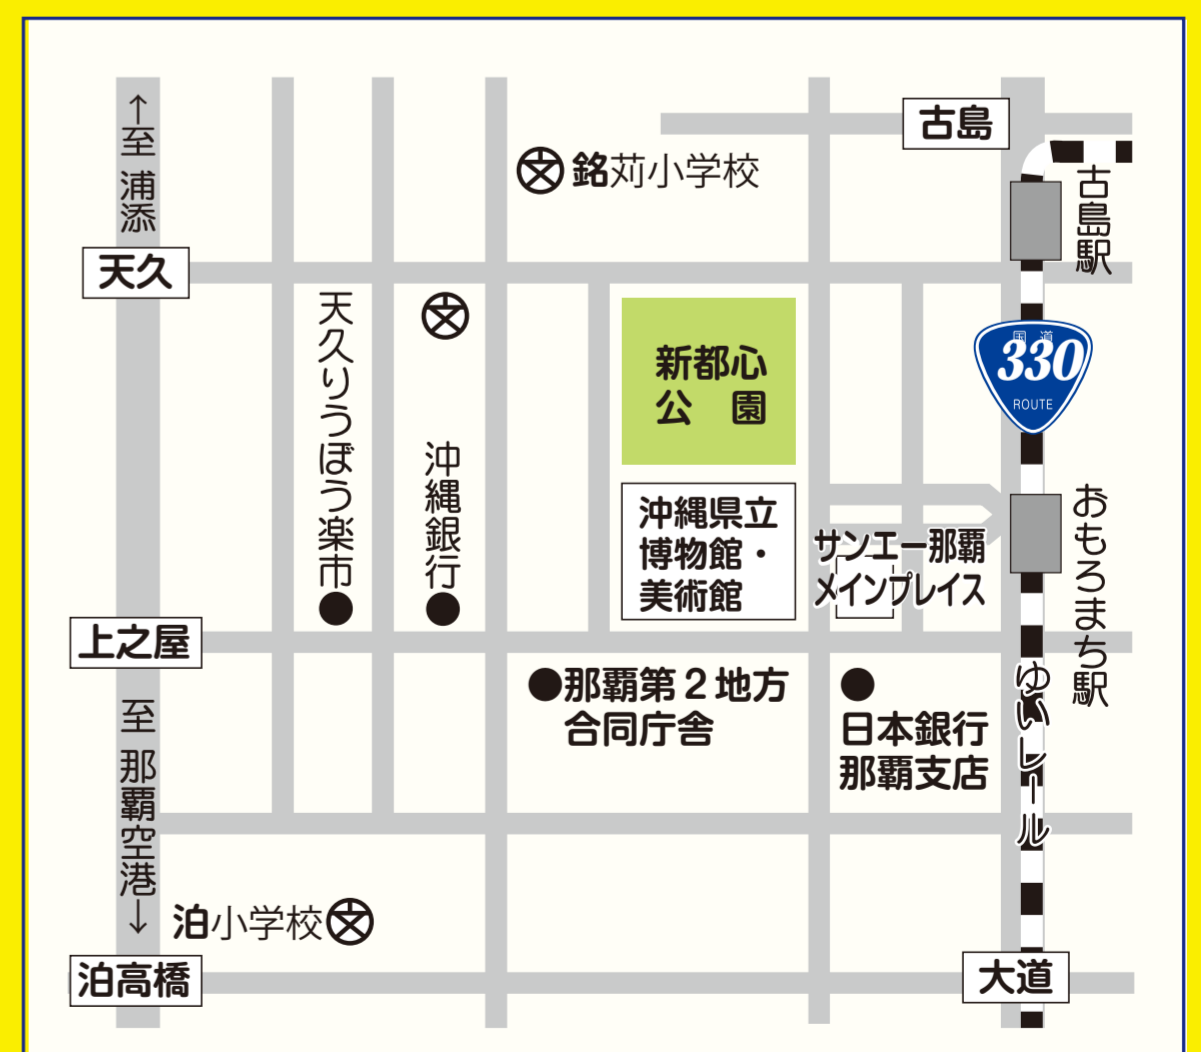 ↑至 浦添
古島
銘苅小学校
古島駅
天久
天久りうぼう楽市
沖縄銀行
新都心
公園
国道
330
ROUTE
沖縄県立
博物館・
美術館
サンエー那覇
メインプレイス
おもろまち駅
上之屋
那覇第2地方
合同庁舎
日本銀行
那覇支店
ゆいレール
至 那覇空港↓
泊小学校
泊高橋
大道